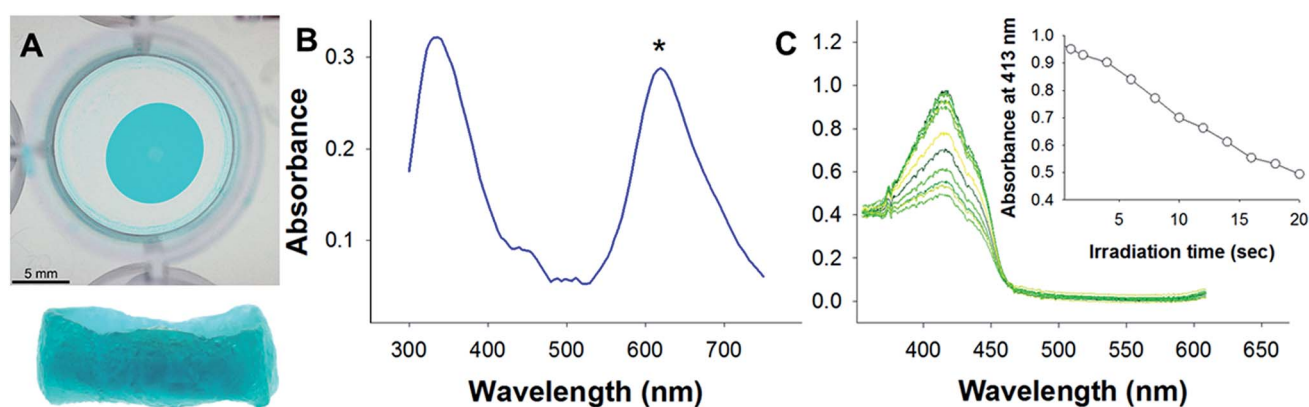 A
5 mm
B
Absorbance
0.3
0.2
0.1
*
300 400 500 600 700
Wavelength (nm)
C
1.2
1.0
0.8
0.6
0.4
0.2
0.0
400 450 500 550 600 650
Wavelength (nm)
Absorbance at 413 nm
1.0
0.9
0.8
0.7
0.6
0.5
0.4
5 10 15 20
Irradiation time (sec)